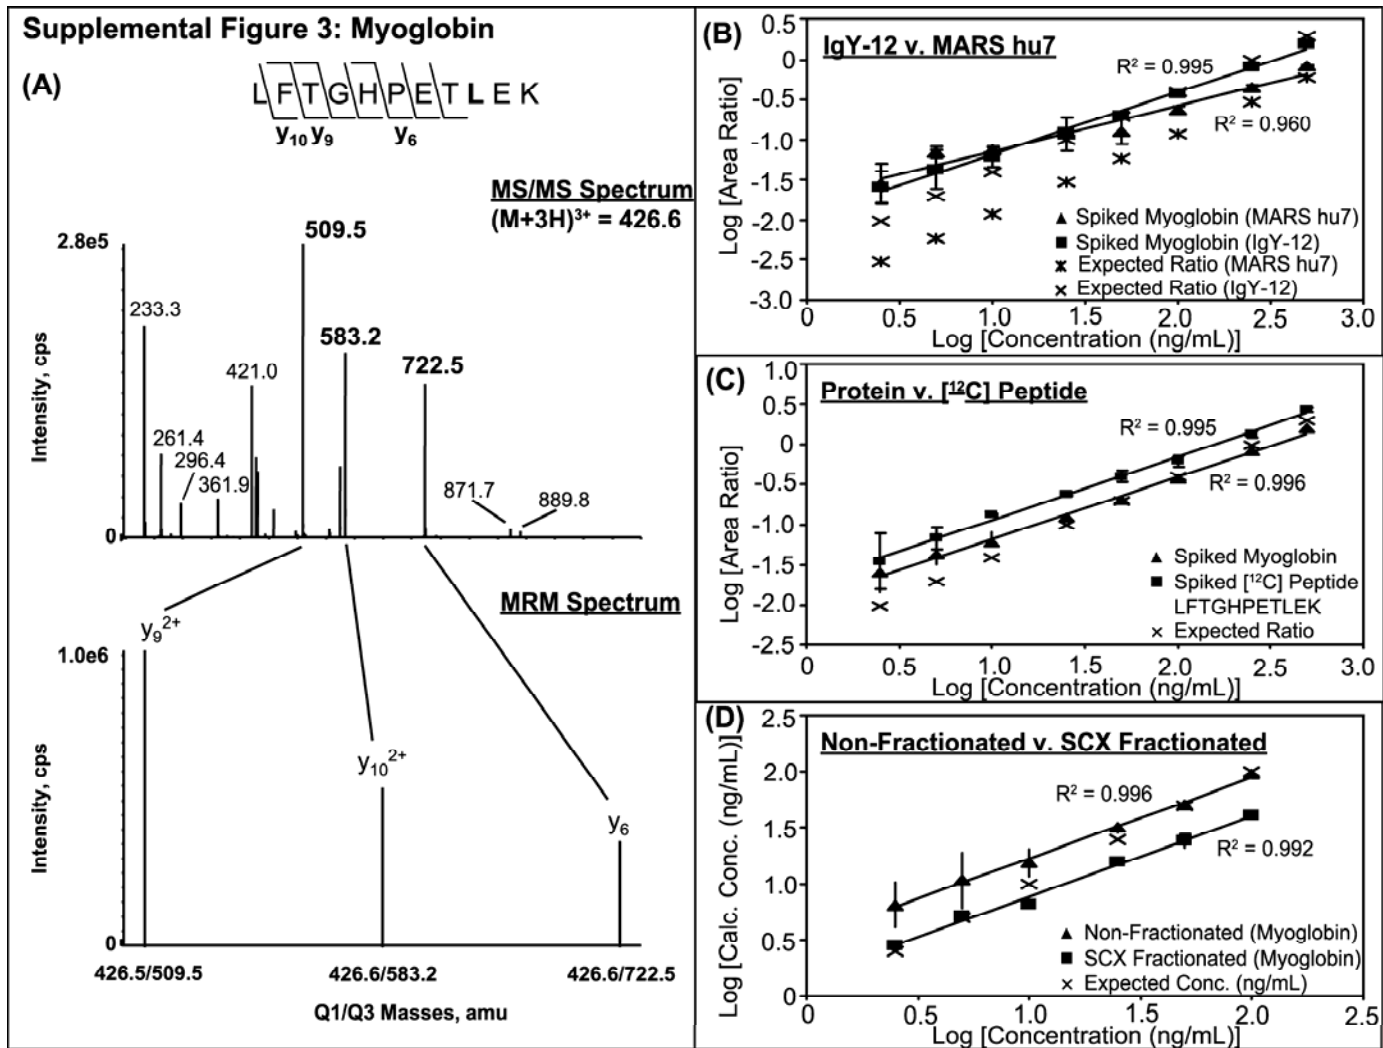 Supplemental Figure 3: Myoglobin
(A)
LFTGHPETLEK
y10 y9 y6
MS/MS Spectrum
(M+3H)³⁺ = 426.6
2.8e5
509.5
233.3
583.2
722.5
421.0
261.4
296.4
361.9
871.7
889.8
Intensity, cps
0
MRM Spectrum
y₉²⁺
1.0e6
y₁₀²⁺
y₆
Intensity, cps
0
426.5/509.5 426.6/583.2 426.6/722.5
Q1/Q3 Masses, amu
(B)
IgY-12 v. MARS hu7
0.5
0
-0.5
-1.0
-1.5
-2.0
-2.5
-3.0
Log [Area Ratio]
R² = 0.995
R² = 0.960
▲ Spiked Myoglobin (MARS hu7)
■ Spiked Myoglobin (IgY-12)
ж Expected Ratio (MARS hu7)
× Expected Ratio (IgY-12)
0 0.5 1.0 1.5 2.0 2.5 3.0
Log [Concentration (ng/mL)]
(C)
Protein v. [¹²C] Peptide
1.0
0.5
0
-0.5
-1.0
-1.5
-2.0
-2.5
Log [Area Ratio]
R² = 0.995
R² = 0.996
▲ Spiked Myoglobin
■ Spiked [¹²C] Peptide
LFTGHPETLEK
× Expected Ratio
0 0.5 1.0 1.5 2.0 2.5 3.0
Log [Concentration (ng/mL)]
(D)
Non-Fractionated v. SCX Fractionated
2.5
2.0
1.5
1.0
0.5
0
Log [Calc. Conc. (ng/mL)]
R² = 0.996
R² = 0.992
▲ Non-Fractionated (Myoglobin)
■ SCX Fractionated (Myoglobin)
× Expected Conc. (ng/mL)
0 0.5 1.0 1.5 2.0 2.5
Log [Concentration (ng/mL)]